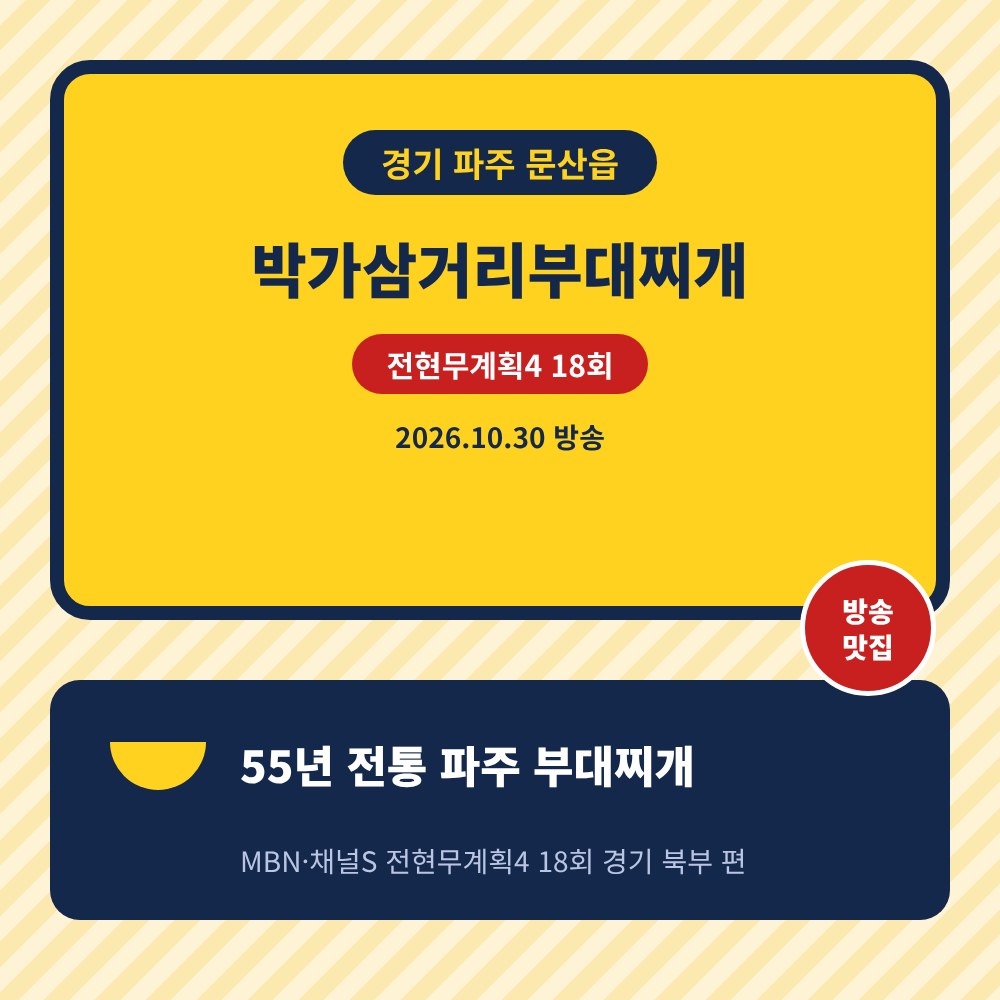 경기 파주 문산읍
박가삼거리부대찌개
전현무계획4 18회
2026.10.30 방송
방송
맛집
55년 전통 파주 부대찌개
MBN·채널S 전현무계획4 18회 경기 북부 편